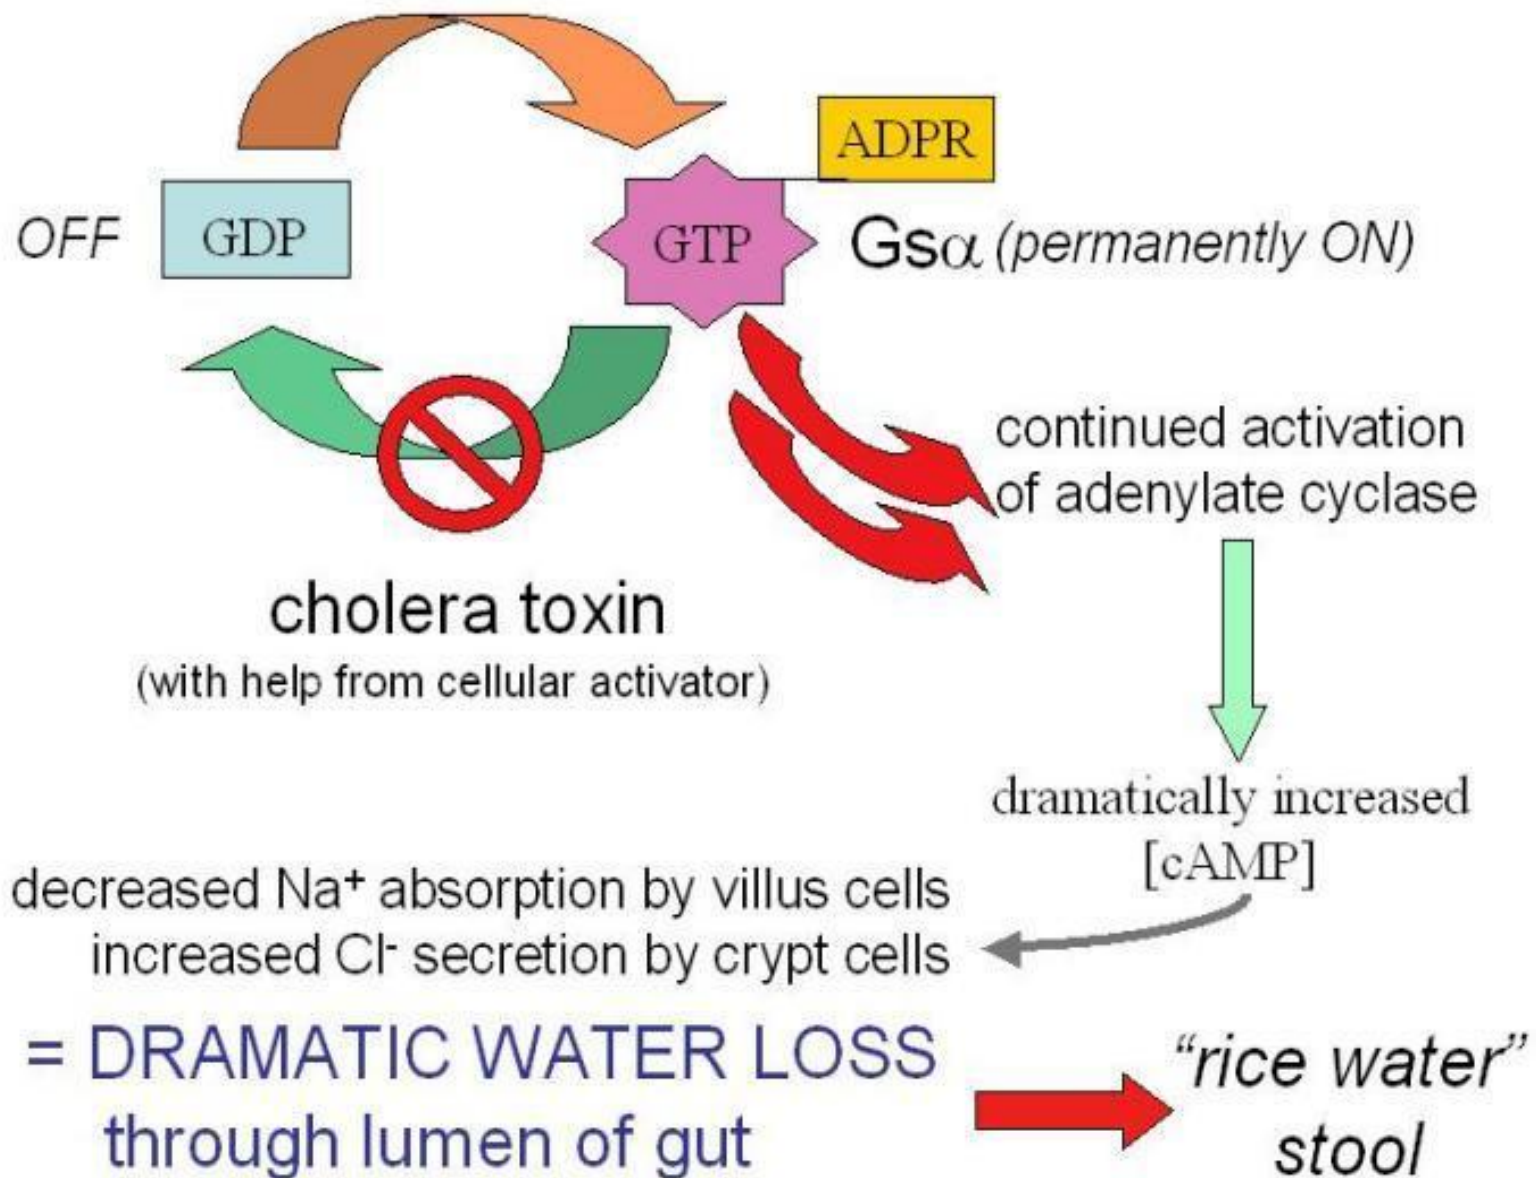 ADPR
OFF
GDP
GTP
Gsα (permanently ON)
continued activation
of adenylate cyclase
cholera toxin
(with help from cellular activator)
dramatically increased
[cAMP]
decreased Na⁺ absorption by villus cells
increased Cl⁻ secretion by crypt cells
= DRAMATIC WATER LOSS
through lumen of gut
“rice water”
stool